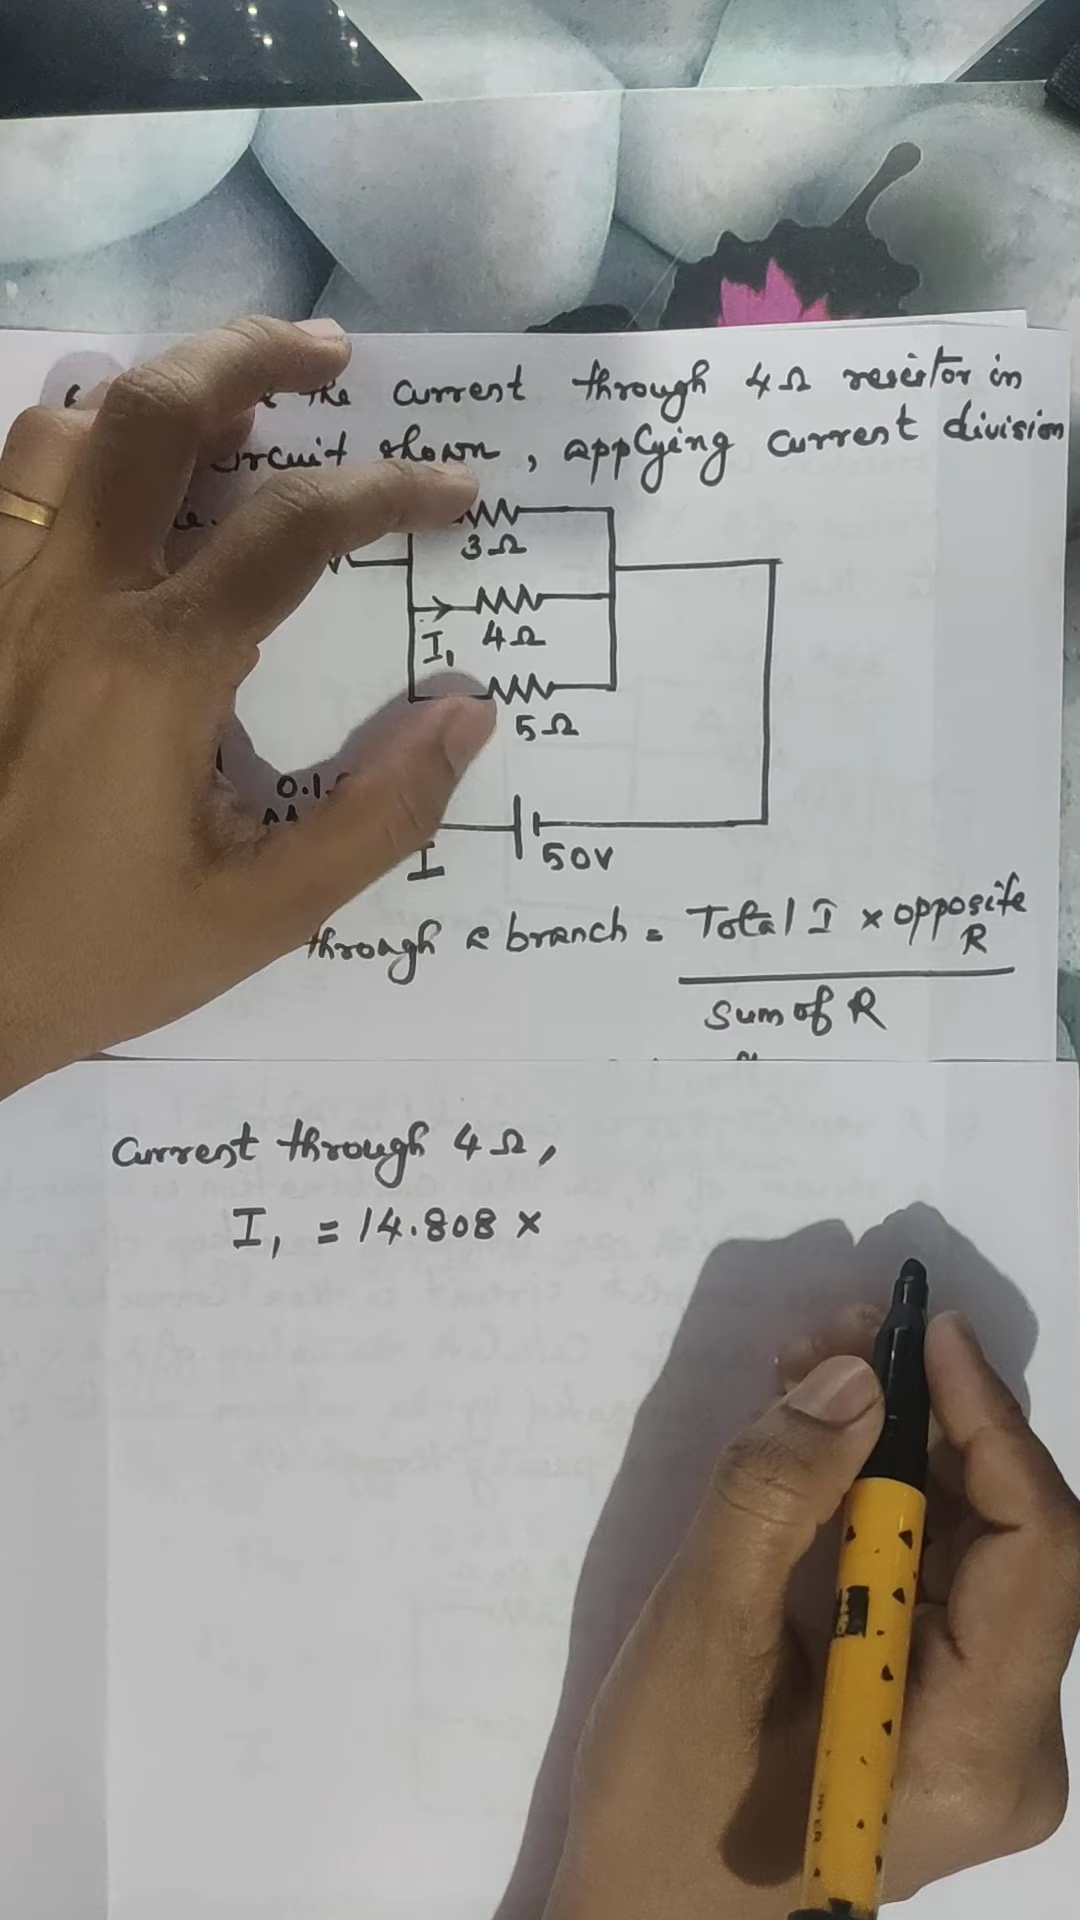 the current through 4Ω resistor in
circuit shown, applying current division
3Ω
4Ω
I₁
5Ω
0.1
50V
I
through a branch = Total I × opposite R
Sum of R
Current through 4Ω,
I₁ = 14.808 ×